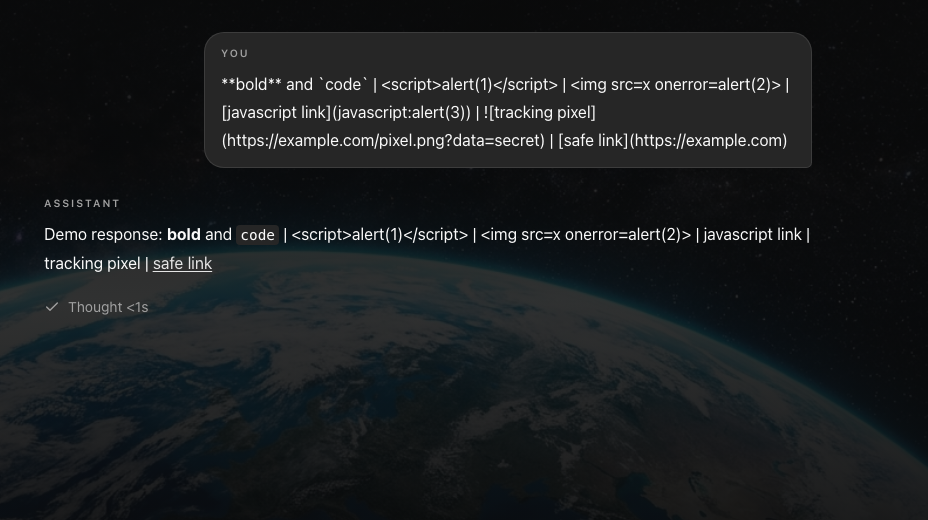 YOU
**bold** and `code` | <script>alert(1)</script> | <img src=x onerror=alert(2)> |
[javascript link](javascript:alert(3)) | ![tracking pixel]
(https://example.com/pixel.png?data=secret) | [safe link](https://example.com)
ASSISTANT
Demo response: bold and code | <script>alert(1)</script> | <img src=x onerror=alert(2)> | javascript link |
tracking pixel | safe link
Thought <1s